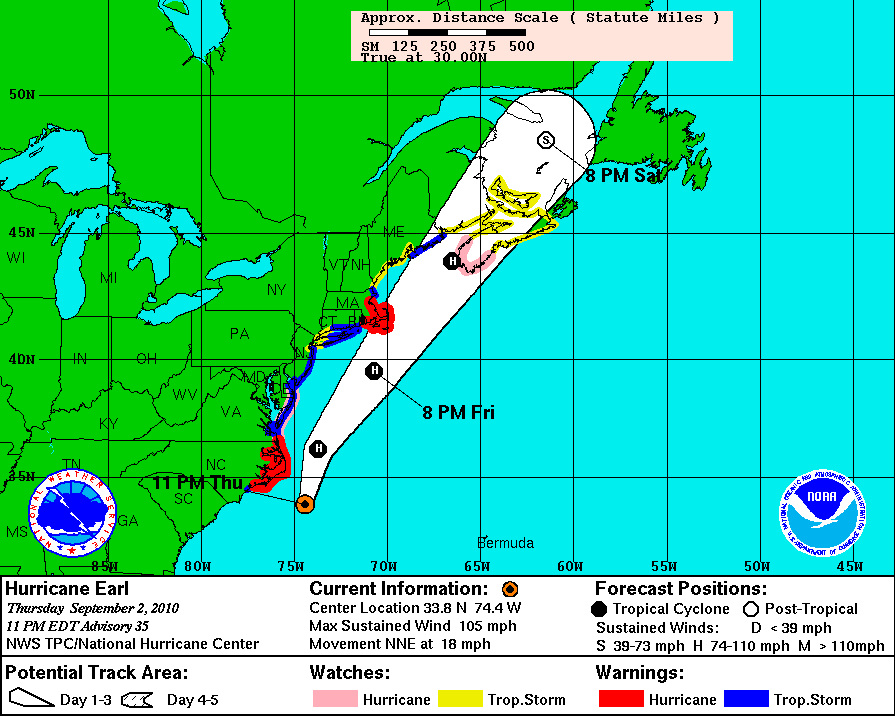 Approx. Distance Scale ( Statute Miles )
SM 125 250 375 500
True at 30.00N
50N
8 PM Sat
45N
ME
WI
MI
VT NH
NY
MA
CT
PA
40N
IN
OH
MD
WV
VA
8 PM Fri
KY
TN
NC
35N
11 PM Thu
SC
NATIONAL WEATHER SERVICE
NOAA
MS
GA
Bermuda
85W 80W 75W 70W 65W 60W 55W 50W 45W
Hurricane Earl
Thursday September 2, 2010
11 PM EDT Advisory 35
NWS TPC/National Hurricane Center
Current Information:
Center Location 33.8 N 74.4 W
Max Sustained Wind 105 mph
Movement NNE at 18 mph
Forecast Positions:
Tropical Cyclone Post-Tropical
Sustained Winds: D < 39 mph
S 39-73 mph H 74-110 mph M > 110mph
Potential Track Area:
Day 1-3 Day 4-5
Watches:
Hurricane Trop.Storm
Warnings:
Hurricane Trop.Storm